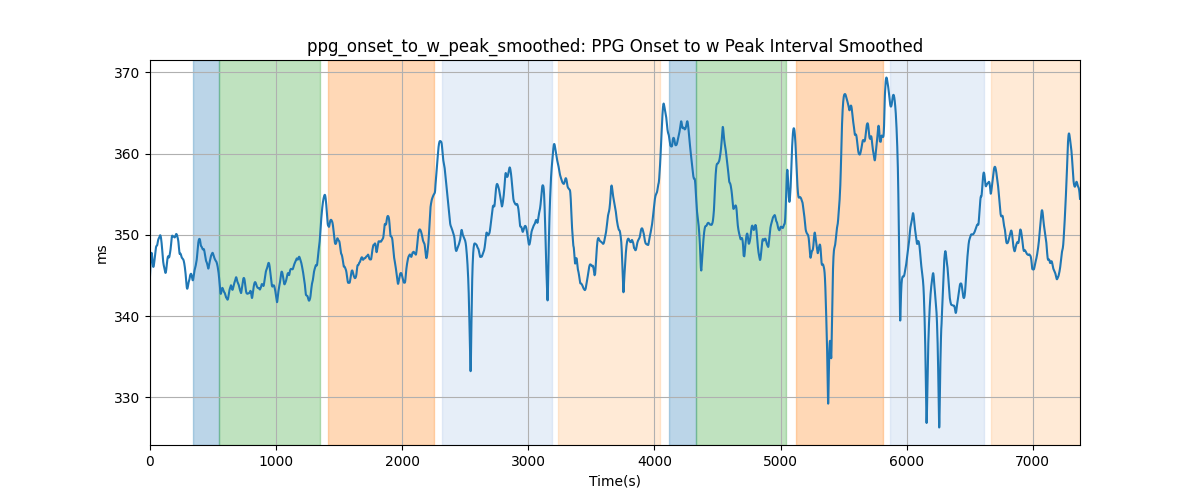 ppg_onset_to_w_peak_smoothed: PPG Onset to w Peak Interval Smoothed
370
360
350
340
330
ms
0 1000 2000 3000 4000 5000 6000 7000
Time(s)